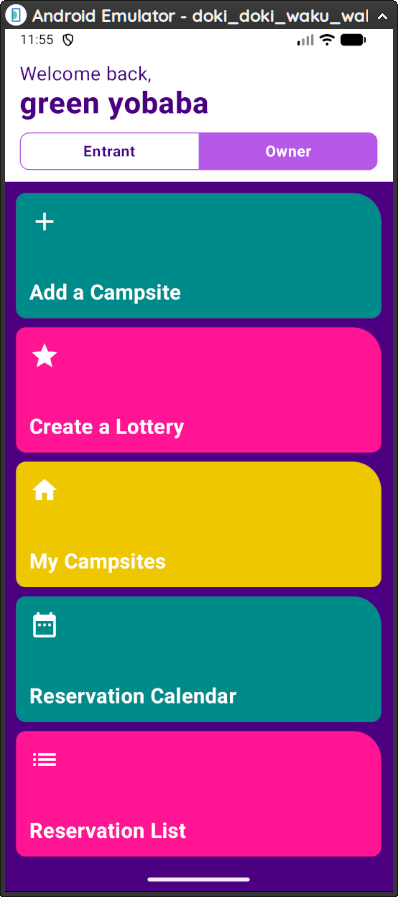 Android Emulator - doki_doki_waku_wal
11:55
Welcome back,
green yobaba
Entrant Owner
Add a Campsite
Create a Lottery
My Campsites
Reservation Calendar
Reservation List